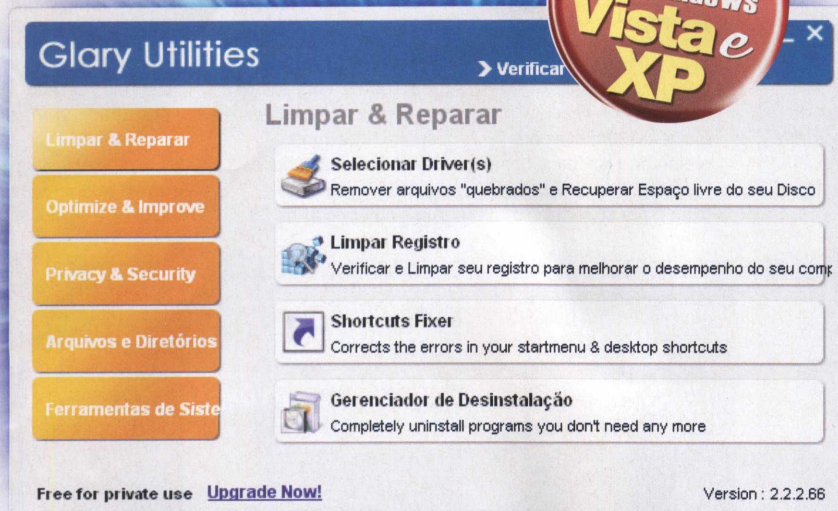 Vista e
XP
Glary Utilities
Verificar
Limpar & Reparar
Optimize & Improve
Privacy & Security
Arquivos e Diretórios
Ferramentas de Siste
Limpar & Reparar
Selecionar Driver(s)
Remover arquivos "quebrados" e Recuperar Espaço livre do seu Disco
Limpar Registro
Verificar e Limpar seu registro para melhorar o desempenho do seu comp
Shortcuts Fixer
Corrects the errors in your startmenu & desktop shortcuts
Gerenciador de Desinstalação
Completely uninstall programs you don't need any more
Free for private use Upgrade Now!
Version : 2.2.2.66